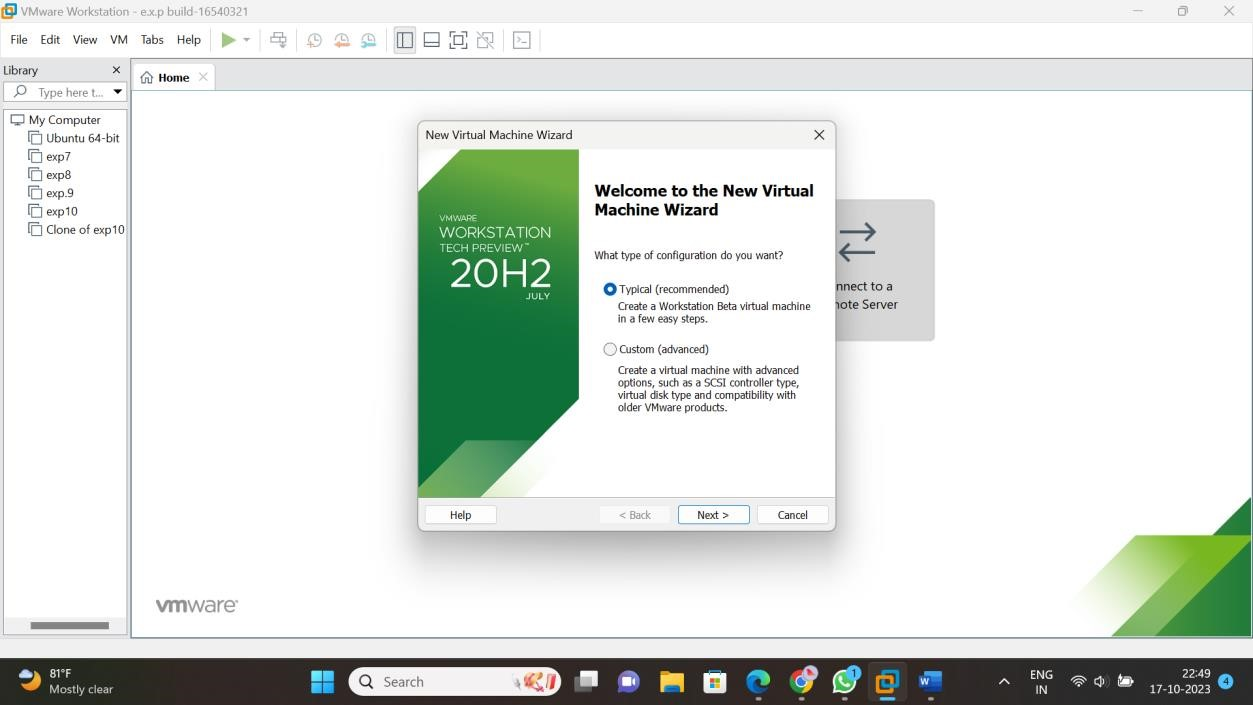 VMware Workstation - e.x.p build-16540321
File Edit View VM Tabs Help
Library
Type here t...
Home
My Computer
Ubuntu 64-bit
exp7
exp8
exp.9
exp10
Clone of exp10
New Virtual Machine Wizard
VMWARE
WORKSTATION
TECH PREVIEW™
20H2
JULY
Welcome to the New Virtual
Machine Wizard
What type of configuration do you want?
Typical (recommended)
Create a Workstation Beta virtual machine
in a few easy steps.
Custom (advanced)
Create a virtual machine with advanced
options, such as a SCSI controller type,
virtual disk type and compatibility with
older VMware products.
Help < Back Next > Cancel
nnect to a
note Server
vmware®
81°F
Mostly clear
Search
1
W
ENG
IN
22:49
17-10-2023
4